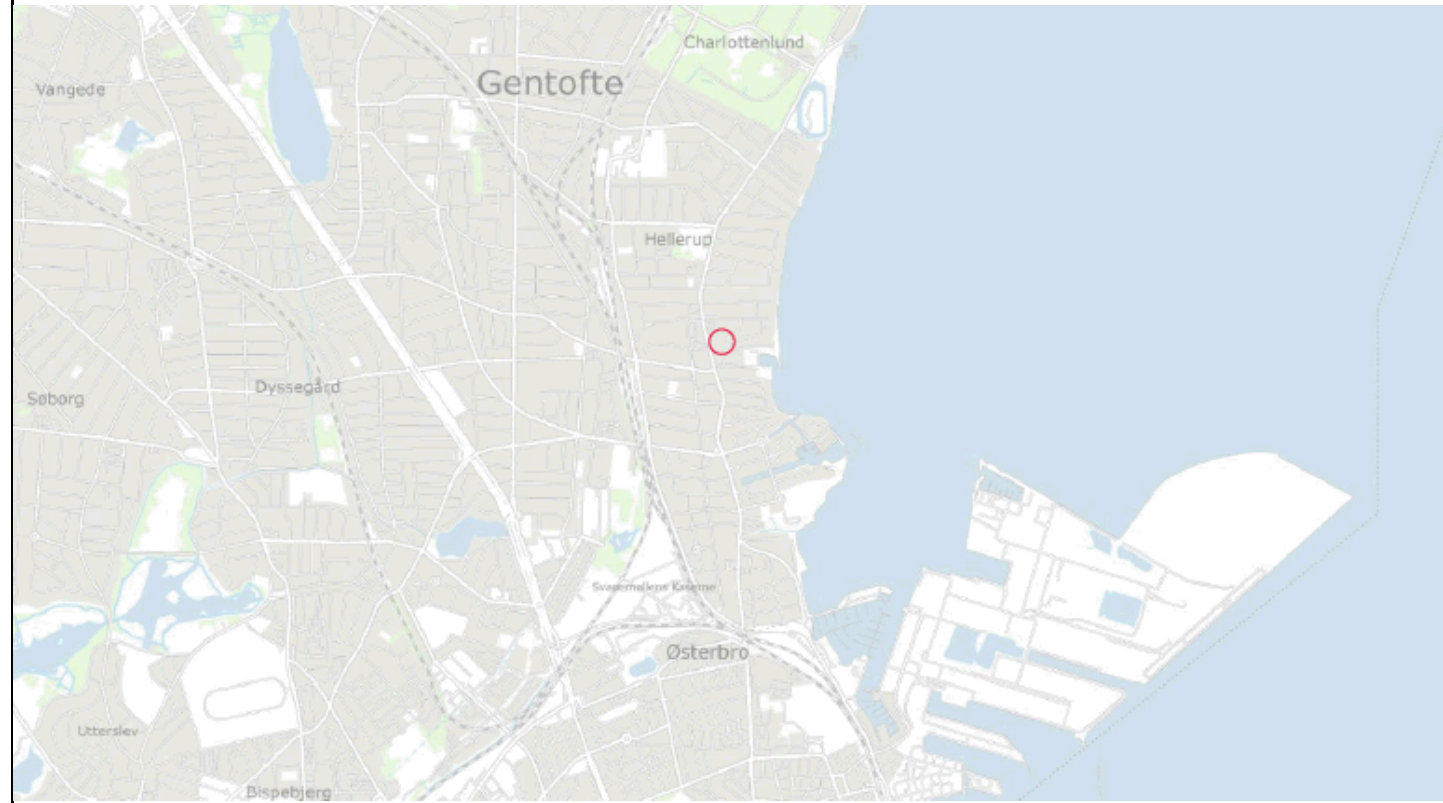 Charlottenlund
Gentofte
Vangede
Hellerup
Dyssegård
Søborg
Svanemøllens Kaserne
Østerbro
Utterslev
Bispebjerg